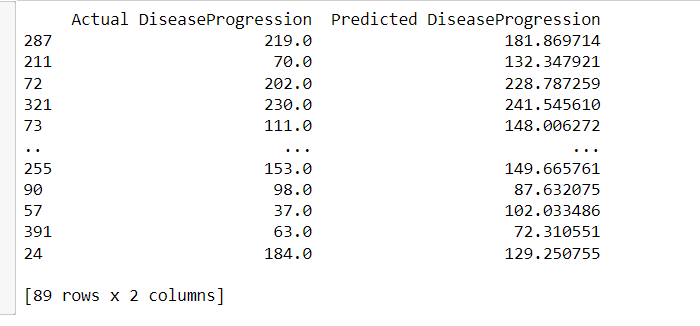 Actual DiseaseProgression Predicted DiseaseProgression
287 219.0 181.869714
211 70.0 132.347921
72 202.0 228.787259
321 230.0 241.545610
73 111.0 148.006272
.. ... ...
255 153.0 149.665761
90 98.0 87.632075
57 37.0 102.033486
391 63.0 72.310551
24 184.0 129.250755
[89 rows x 2 columns]